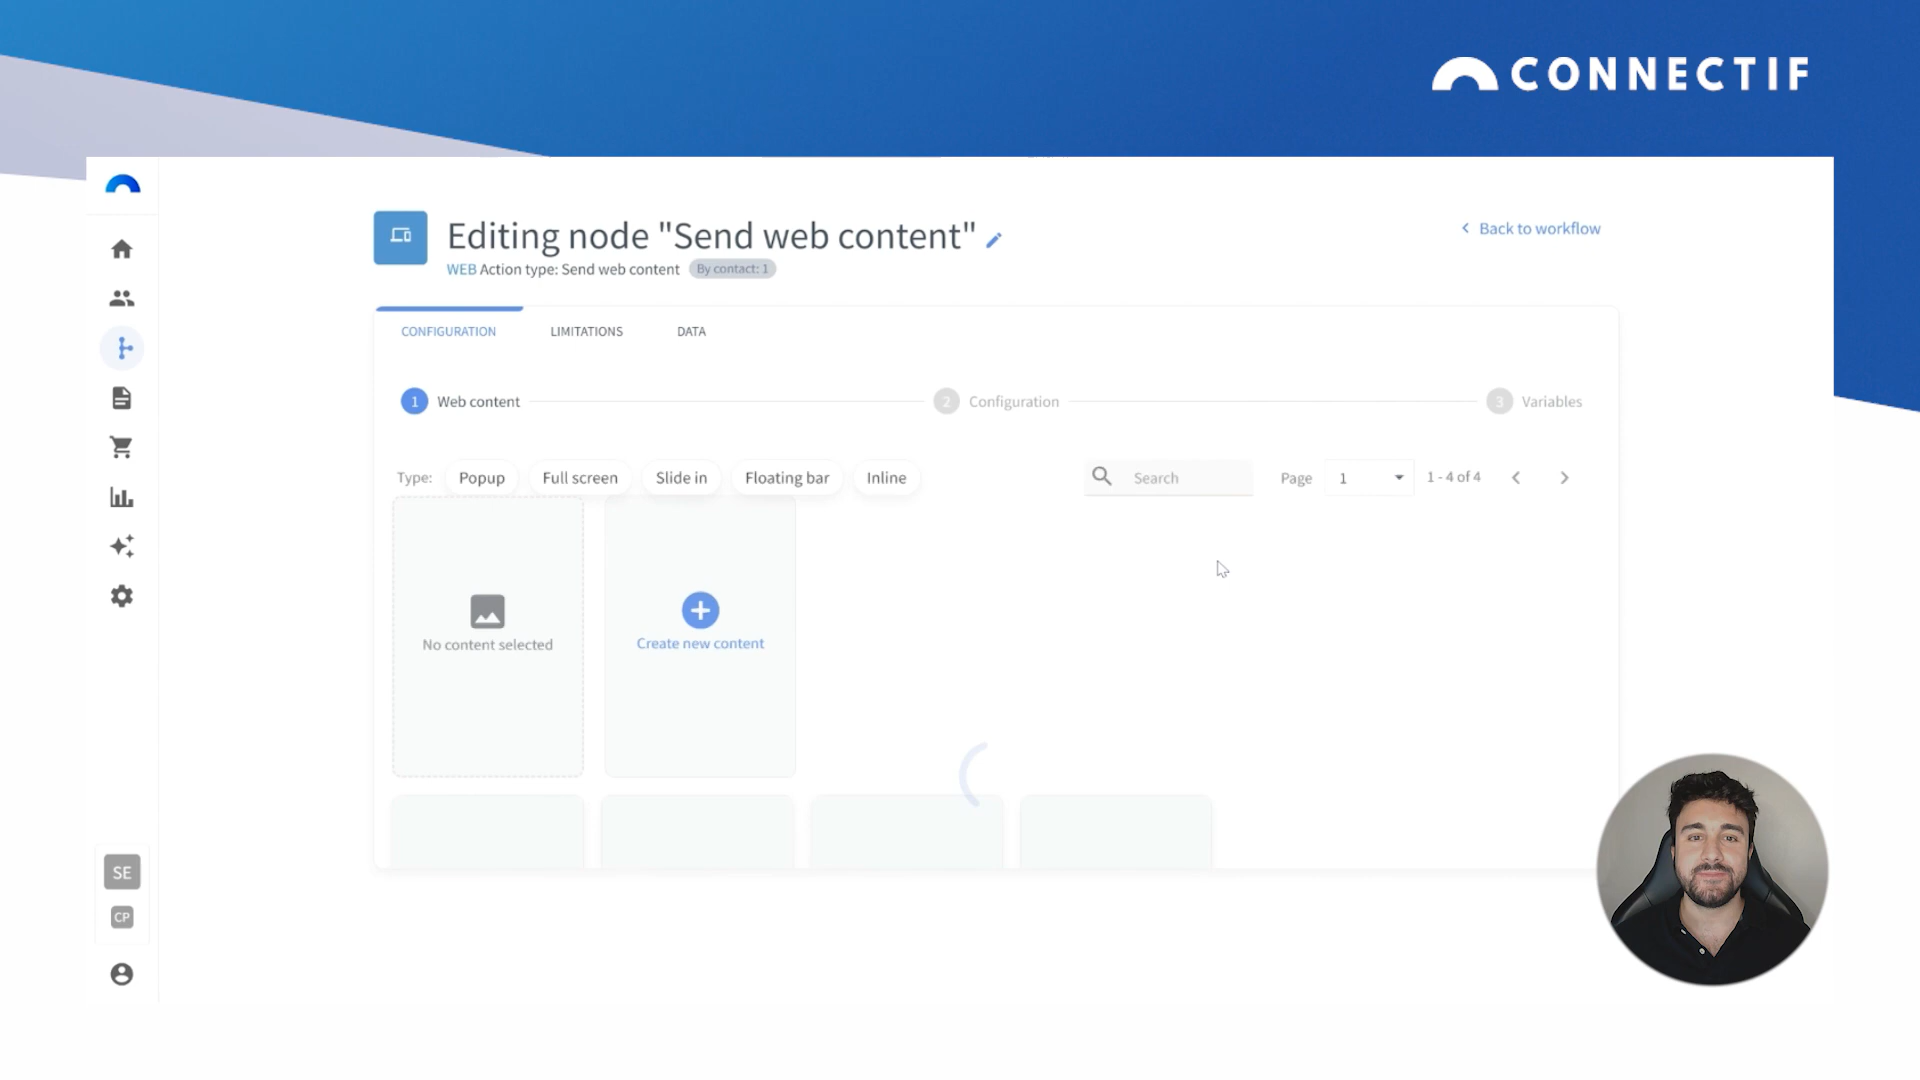 CONNECTIF
Editing node "Send web content"
Back to workflow
WEB Action type: Send web content By contact: 1
CONFIGURATION LIMITATIONS DATA
1 Web content 2 Configuration 3 Variables
Type: Popup Full screen Slide in Floating bar Inline Search Page 1 1 - 4 of 4
No content selected
Create new content
SE
CP